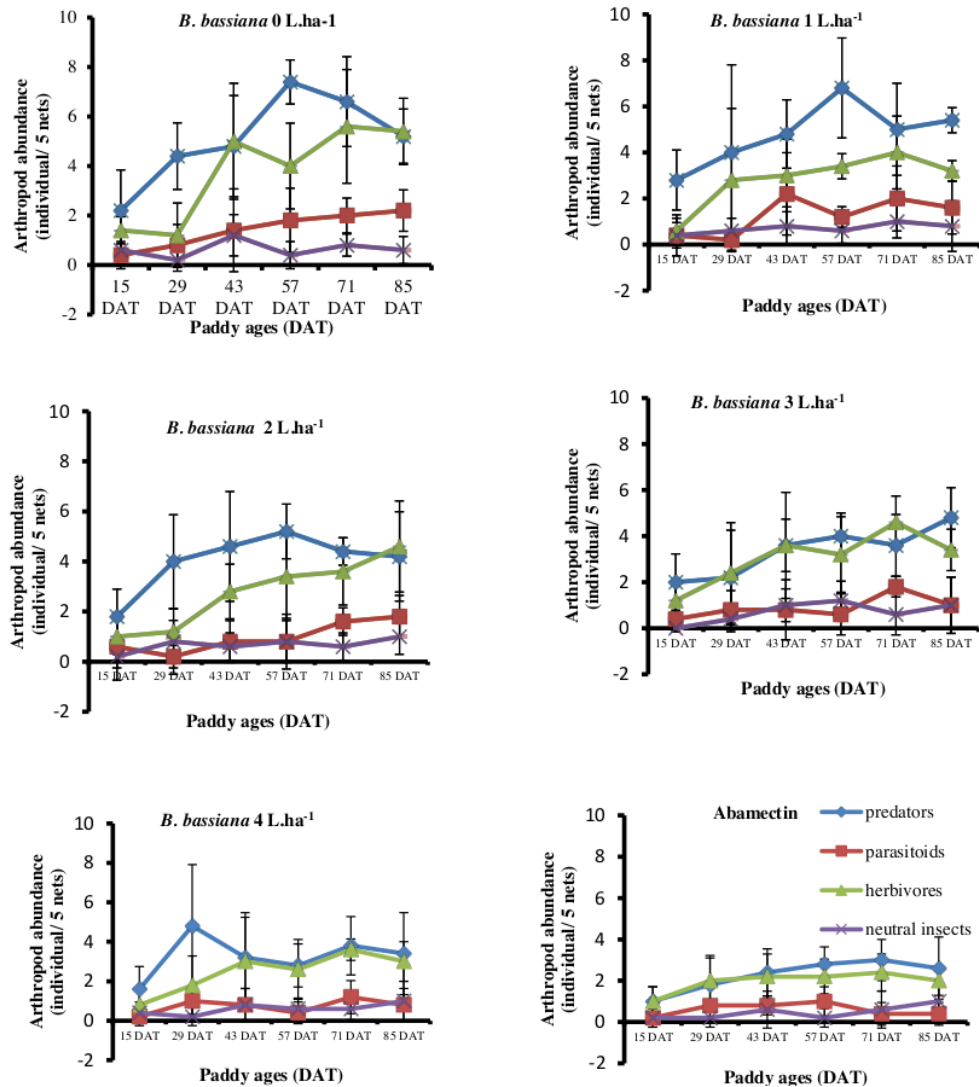 B. bassiana 0 L.ha-1
Arthropod abundance
(individual/ 5 nets)
10
8
6
4
2
0
-2
15 29 43 57 71 85
DAT DAT DAT DAT DAT DAT
Paddy ages (DAT)
B. bassiana 1 L.ha⁻¹
Arthropod abundance
(individual/ 5 nets)
10
8
6
4
2
0
-2
15 DAT 29 DAT 43 DAT 57 DAT 71 DAT 85 DAT
Paddy ages (DAT)
B. bassiana 2 L.ha⁻¹
Arthropod abundance
(individual/ 5 nets)
10
8
6
4
2
0
-2
15 DAT 29 DAT 43 DAT 57 DAT 71 DAT 85 DAT
Paddy ages (DAT)
B. bassiana 3 L.ha⁻¹
Arthropod abundance
(individual/ 5 nets)
10
8
6
4
2
0
-2
15 DAT 29 DAT 43 DAT 57 DAT 71 DAT 85 DAT
Paddy ages (DAT)
B. bassiana 4 L.ha⁻¹
Arthropod abundance
(individual/ 5 nets)
10
8
6
4
2
0
-2
15 DAT 29 DAT 43 DAT 57 DAT 71 DAT 85 DAT
Paddy ages (DAT)
Abamectin
Arthropod abundance
(individual/ 5 nets)
10
8
6
4
2
0
-2
15 DAT 29 DAT 43 DAT 57 DAT 71 DAT 85 DAT
Paddy ages (DAT)
predators
parasitoids
herbivores
neutral insects